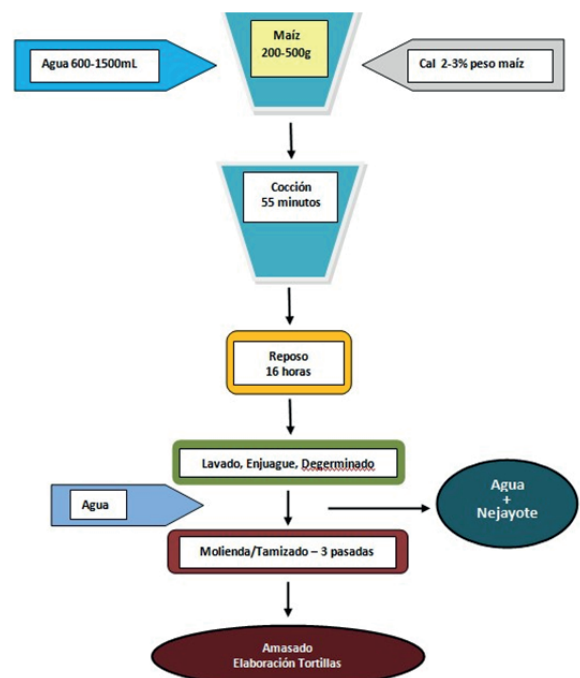 Maíz
200-500g
Agua 600-1500mL
Cal 2-3% peso maíz
Cocción
55 minutos
Reposo
16 horas
Lavado, Enjuague, Degerminado
Agua
Agua
+
Nejayote
Molienda/Tamizado – 3 pasadas
Amasado
Elaboración Tortillas